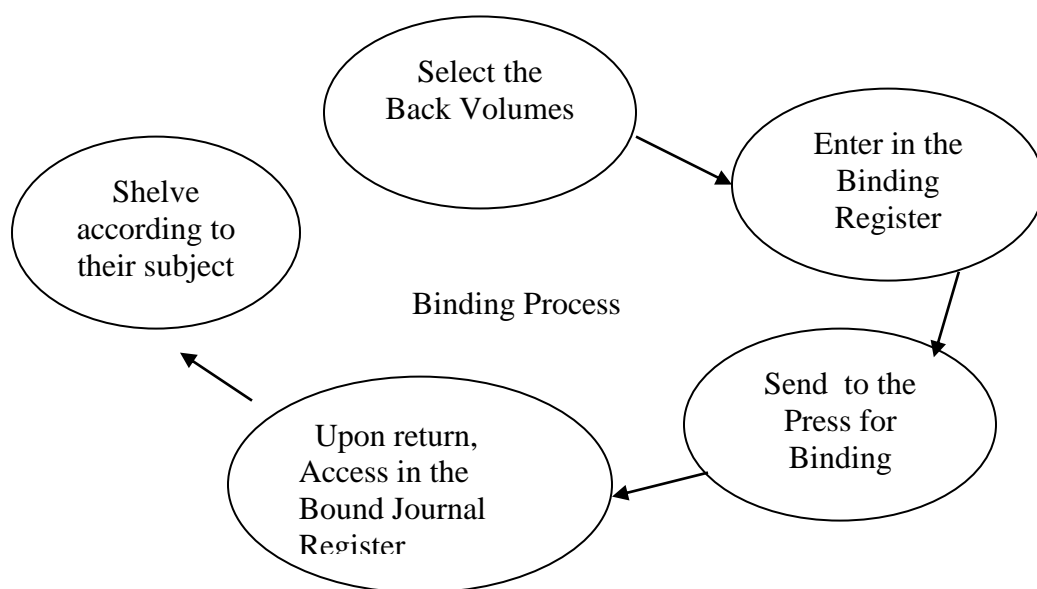 Select the
Back Volumes
Enter in the
Binding
Register
Send to the
Press for
Binding
Upon return,
Access in the
Bound Journal
Register
Shelve
according to
their subject
Binding Process